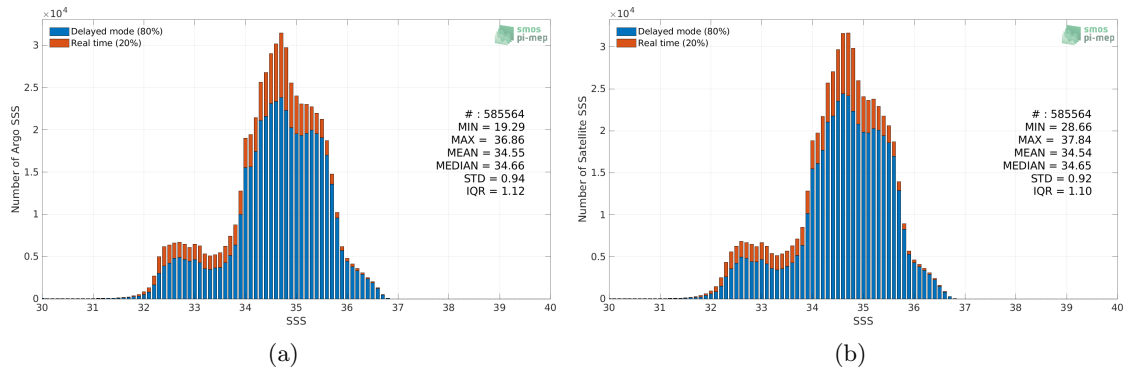 ×10⁴
Number of Argo SSS
3
2.5
2
1.5
1
0.5
0
Delayed mode (80%)
Real time (20%)
smos
pi-mep
# : 585564
MIN = 19.29
MAX = 36.86
MEAN = 34.55
MEDIAN = 34.66
STD = 0.94
IQR = 1.12
30 31 32 33 34 35 36 37 38 39 40
SSS
(a)
×10⁴
Number of Satellite SSS
3
2.5
2
1.5
1
0.5
0
Delayed mode (80%)
Real time (20%)
smos
pi-mep
# : 585564
MIN = 28.66
MAX = 37.84
MEAN = 34.54
MEDIAN = 34.65
STD = 0.92
IQR = 1.10
30 31 32 33 34 35 36 37 38 39 40
SSS
(b)